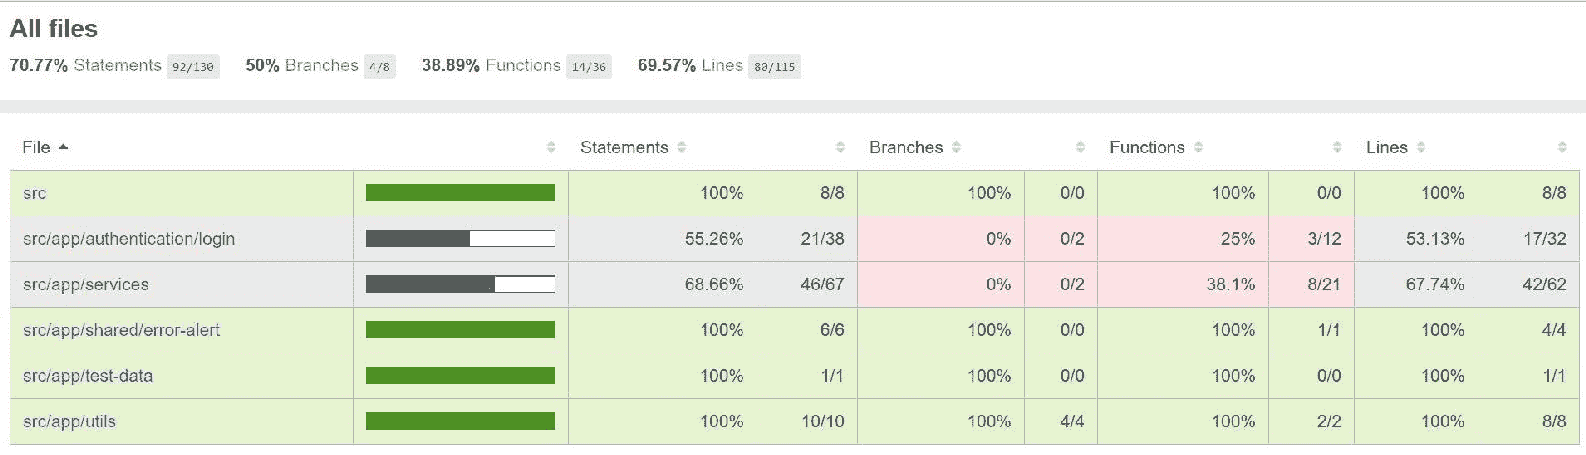 All files
70.77% Statements 92/130 50% Branches 4/8 38.89% Functions 14/36 69.57% Lines 80/115
File Statements Branches Functions Lines
src 100% 8/8 100% 0/0 100% 0/0 100% 8/8
src/app/authentication/login 55.26% 21/38 0% 0/2 25% 3/12 53.13% 17/32
src/app/services 68.66% 46/67 0% 0/2 38.1% 8/21 67.74% 42/62
src/app/shared/error-alert 100% 6/6 100% 0/0 100% 1/1 100% 4/4
src/app/test-data 100% 1/1 100% 0/0 100% 0/0 100% 1/1
src/app/utils 100% 10/10 100% 4/4 100% 2/2 100% 8/8